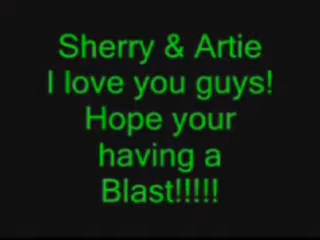 Sherry & Artie
I love you guys!
Hope your
having a
Blast!!!!!